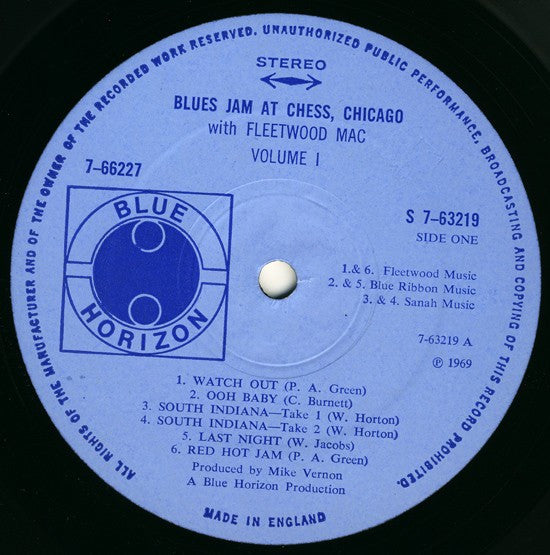 ALL RIGHTS OF THE MANUFACTURER AND OF THE OWNER OF THE RECORDED WORK RESERVED. UNAUTHORIZED PUBLIC PERFORMANCE, BROADCASTING AND COPYING OF THIS RECORD PROHIBITED.
STEREO
BLUES JAM AT CHESS, CHICAGO
with FLEETWOOD MAC
VOLUME I
7-66227
BLUE
HORIZON
S 7-63219
SIDE ONE
1.& 6. Fleetwood Music
2. & 5. Blue Ribbon Music
3. & 4. Sanah Music
7-63219 A
℗ 1969
1. WATCH OUT (P. A. Green)
2. OOH BABY (C. Burnett)
3. SOUTH INDIANA—Take 1 (W. Horton)
4. SOUTH INDIANA—Take 2 (W. Horton)
5. LAST NIGHT (W. Jacobs)
6. RED HOT JAM (P. A. Green)
Produced by Mike Vernon
A Blue Horizon Production
MADE IN ENGLAND